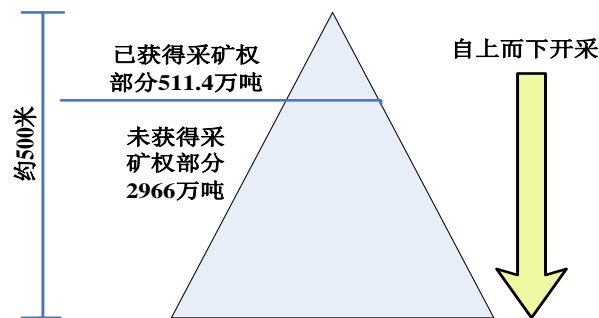 已获得采矿权
部分511.4万吨
自上而下开采
未获得采
矿权部分
2966万吨
约500米